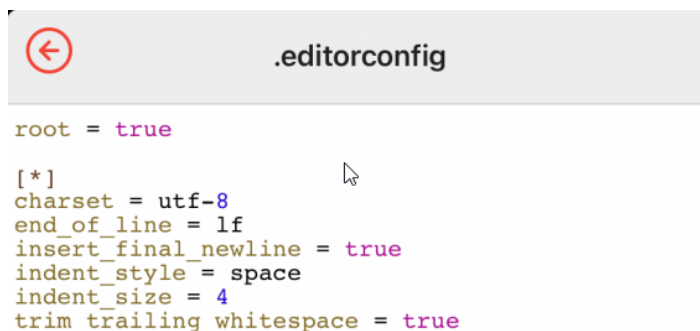 .editorconfig
root = true
[*]
charset = utf-8
end_of_line = lf
insert_final_newline = true
indent_style = space
indent_size = 4
trim_trailing_whitespace = true